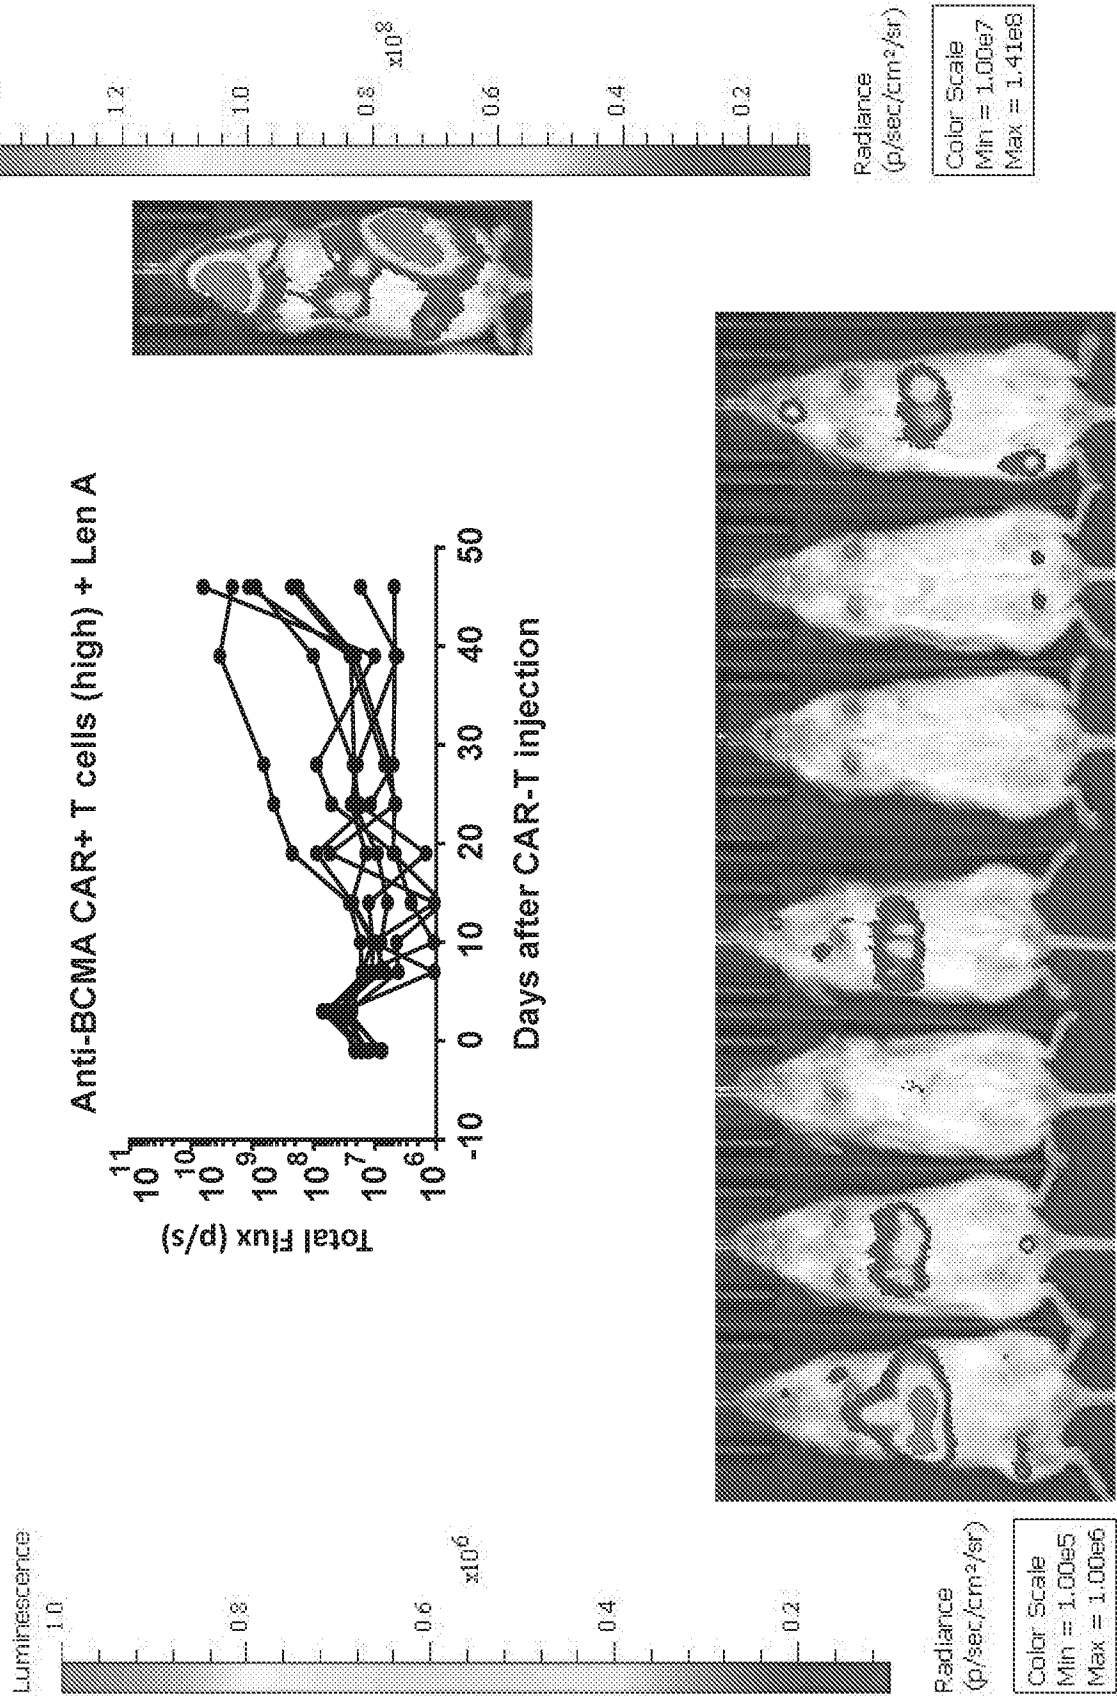 Luminescence
1.0
0.8
0.6
x10⁶
0.4
0.2
Radiance
(p/sec/cm²/sr)
Color Scale
Min = 1.00e5
Max = 1.00e6
Anti-BCMA CAR+ T cells (high) + Len A
Total Flux (p/s)
10¹¹
10¹⁰
10⁹
10⁸
10⁷
10⁶
-10
0
10
20
30
40
50
Days after CAR-T injection
1.2
1.0
0.8
x10⁸
0.6
0.4
0.2
Radiance
(p/sec/cm²/sr)
Color Scale
Min = 1.00e7
Max = 1.41e8